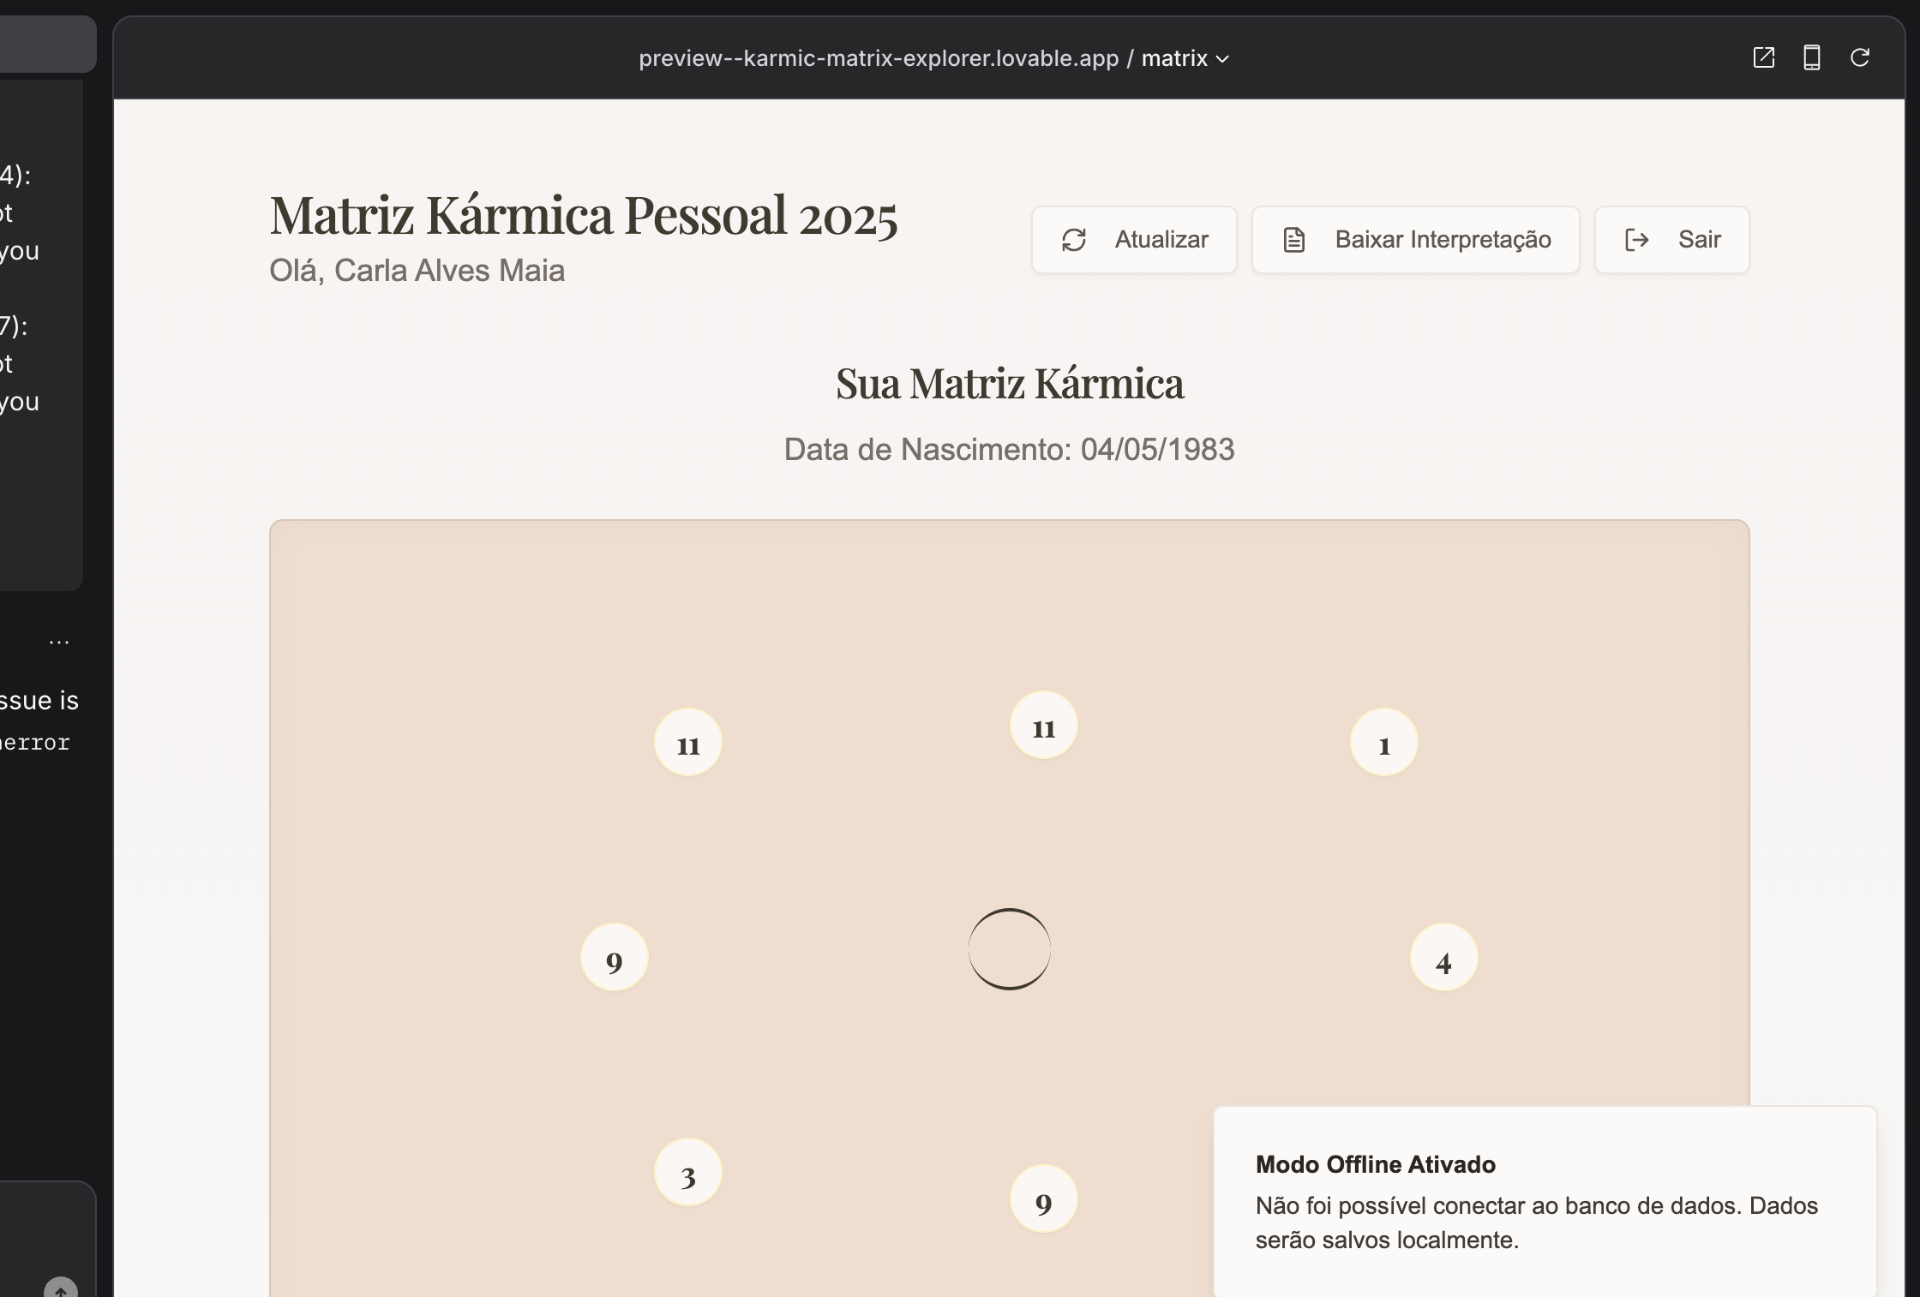 preview--karmic-matrix-explorer.lovable.app / matrix
4):
ot
you
7):
ot
you
...
ssue is
error
Matriz Kármica Pessoal 2025
Olá, Carla Alves Maia
Atualizar
Baixar Interpretação
Sair
Sua Matriz Kármica
Data de Nascimento: 04/05/1983
11
11
1
9
4
3
9
Modo Offline Ativado
Não foi possível conectar ao banco de dados. Dados
serão salvos localmente.